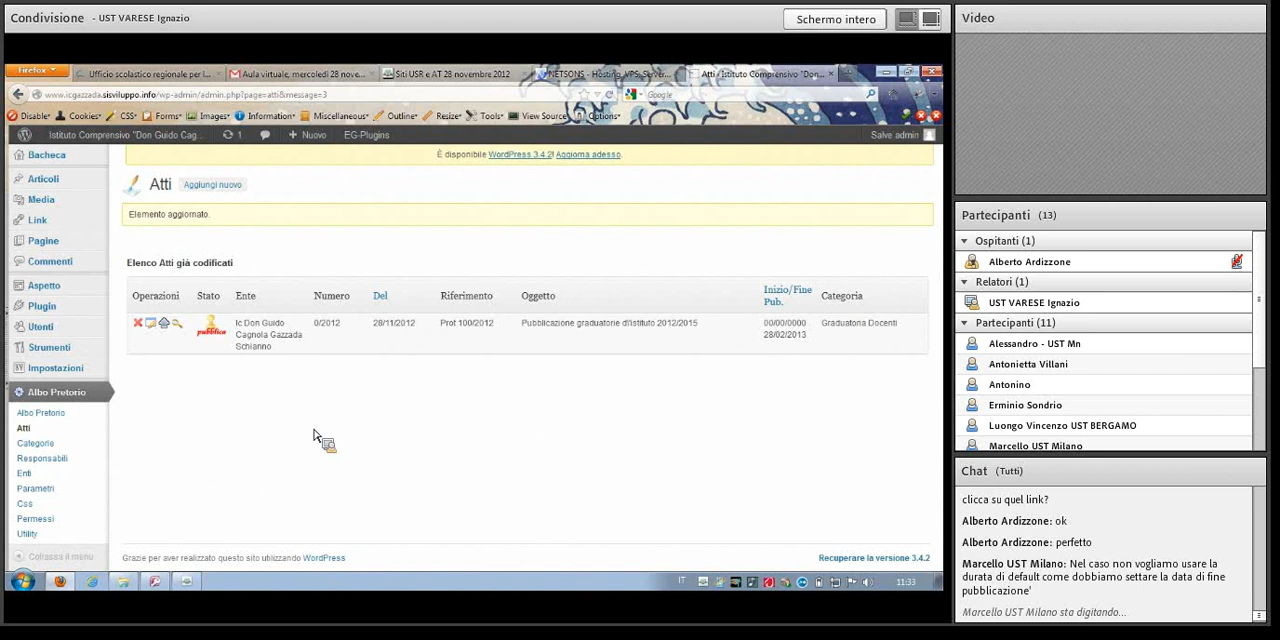 Condivisione - UST VARESE Ignazio
Schermo intero
Firefox
Ufficio scolastico regionale per l...
Aula virtuale, mercoledì 28 nove...
Siti USR e AT 28 novembre 2012
NETSONS - Hosting, VPS, Server...
Atti ‹ Istituto Comprensivo "Don...
www.icgazzada.sisviluppo.info/wp-admin/admin.php?page=atti&message=3
Google
Disable Cookies CSS Forms Images Information Miscellaneous Outline Resize Tools View Source Options
Istituto Comprensivo "Don Guido Cag... 1 Nuovo EG-Plugins
Salve admin
È disponibile WordPress 3.4.2! Aggiorna adesso.
Bacheca
Articoli
Media
Link
Pagine
Commenti
Aspetto
Plugin
Utenti
Strumenti
Impostazioni
Albo Pretorio
Albo Pretorio
Atti
Categorie
Responsabili
Enti
Parametri
Css
Permessi
Utility
Collassa il menu
Atti Aggiungi nuovo
Elemento aggiornato.
Elenco Atti già codificati
Operazioni Stato Ente Numero Del Riferimento Oggetto Inizio/Fine Pub. Categoria
pubblica
Ic Don Guido Cagnola Gazzada Schianno
0/2012
28/11/2012
Prot 100/2012
Pubblicazione graduatorie d'istituto 2012/2015
00/00/0000
28/02/2013
Graduatoria Docenti
Grazie per aver realizzato questo sito utilizzando WordPress
Recuperare la versione 3.4.2
IT
11:33
Video
Partecipanti (13)
Ospitanti (1)
Alberto Ardizzone
Relatori (1)
UST VARESE Ignazio
Partecipanti (11)
Alessandro - UST Mn
Antonietta Villani
Antonino
Erminio Sondrio
Luongo Vincenzo UST BERGAMO
Marcello UST Milano
Chat (Tutti)
clicca su quel link?
Alberto Ardizzone: ok
Alberto Ardizzone: perfetto
Marcello UST Milano: Nel caso non vogliamo usare la
durata di default come dobbiamo settare la data di fine
pubblicazione'
Marcello UST Milano sta digitando...